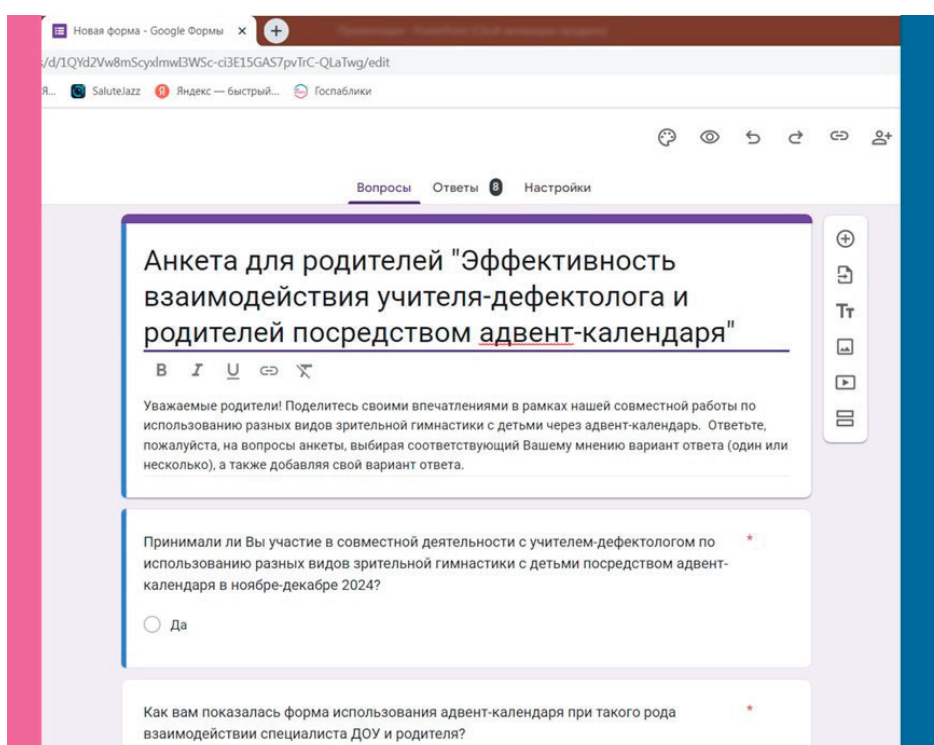 Новая форма - Google Формы
/d/1QYd2Vw8mScyxlmwI3WSc-ci3E15GAS7pvTrC-QLaTwg/edit
Я... SaluteJazz Яндекс — быстрый... Госпаблики
Вопросы Ответы 8 Настройки
Анкета для родителей "Эффективность
взаимодействия учителя-дефектолога и
родителей посредством адвент-календаря"
B I U
Уважаемые родители! Поделитесь своими впечатлениями в рамках нашей совместной работы по
использованию разных видов зрительной гимнастики с детьми через адвент-календарь. Ответьте,
пожалуйста, на вопросы анкеты, выбирая соответствующий Вашему мнению вариант ответа (один или
несколько), а также добавляя свой вариант ответа.
Принимали ли Вы участие в совместной деятельности с учителем-дефектологом по *
использованию разных видов зрительной гимнастики с детьми посредством адвент-
календаря в ноябре-декабре 2024?
Да
Как вам показалась форма использования адвент-календаря при такого рода *
взаимодействии специалиста ДОУ и родителя?
Тт